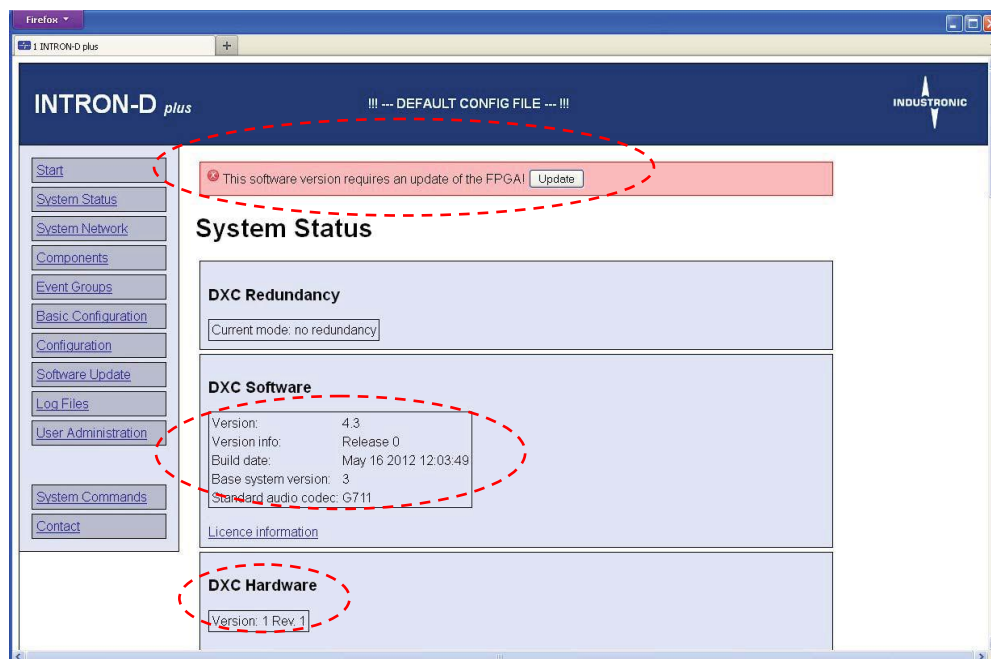 Firefox
1 INTRON-D plus
+
INTRON-D plus
!!! --- DEFAULT CONFIG FILE --- !!!
INDUSTRONIC
Start
System Status
System Network
Components
Event Groups
Basic Configuration
Configuration
Software Update
Log Files
User Administration
System Commands
Contact
This software version requires an update of the FPGA! Update
System Status
DXC Redundancy
Current mode: no redundancy
DXC Software
Version: 4.3
Version info: Release 0
Build date: May 16 2012 12:03:49
Base system version: 3
Standard audio codec: G711
Licence information
DXC Hardware
Version: 1 Rev. 1